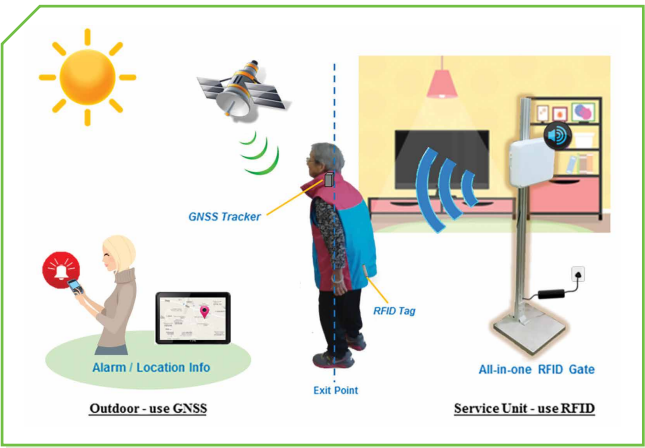 GNSS Tracker
RFID Tag
Alarm / Location Info
All-in-one RFID Gate
Exit Point
Outdoor - use GNSS
Service Unit - use RFID